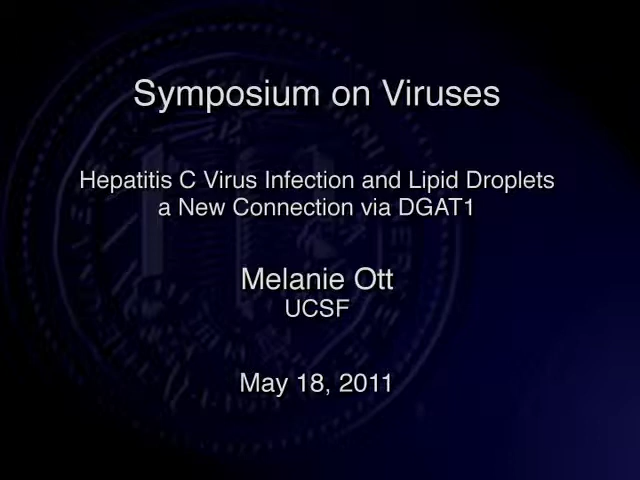 Symposium on Viruses
Hepatitis C Virus Infection and Lipid Droplets
a New Connection via DGAT1
Melanie Ott
UCSF
May 18, 2011